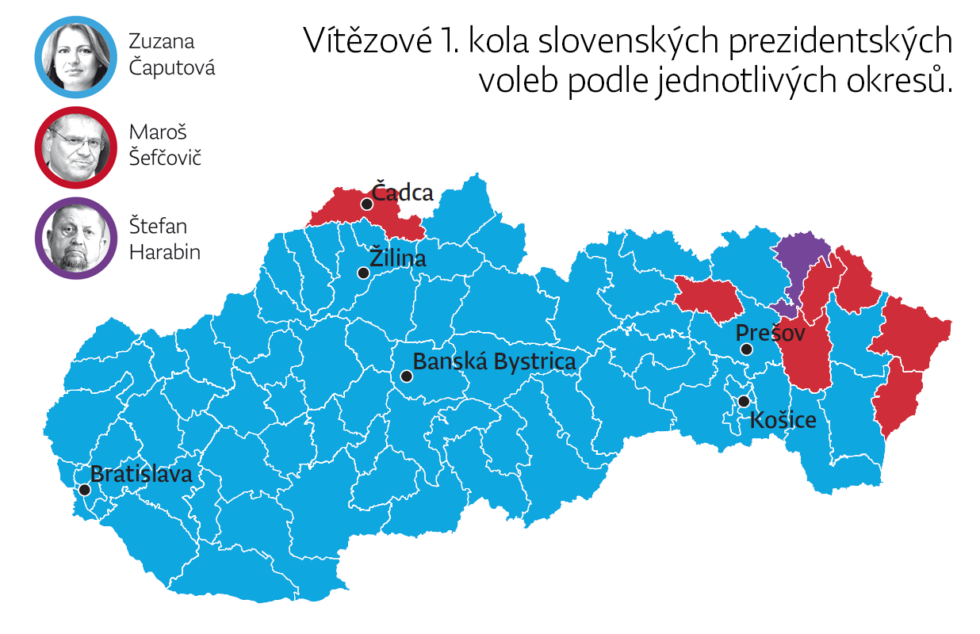 Zuzana
Čaputová
Vítězové 1. kola slovenských prezidentských
voleb podle jednotlivých okresů.
Maroš
Šefčovič
Štefan
Harabin
Čadca
Žilina
Prešov
Banská Bystrica
Košice
Bratislava